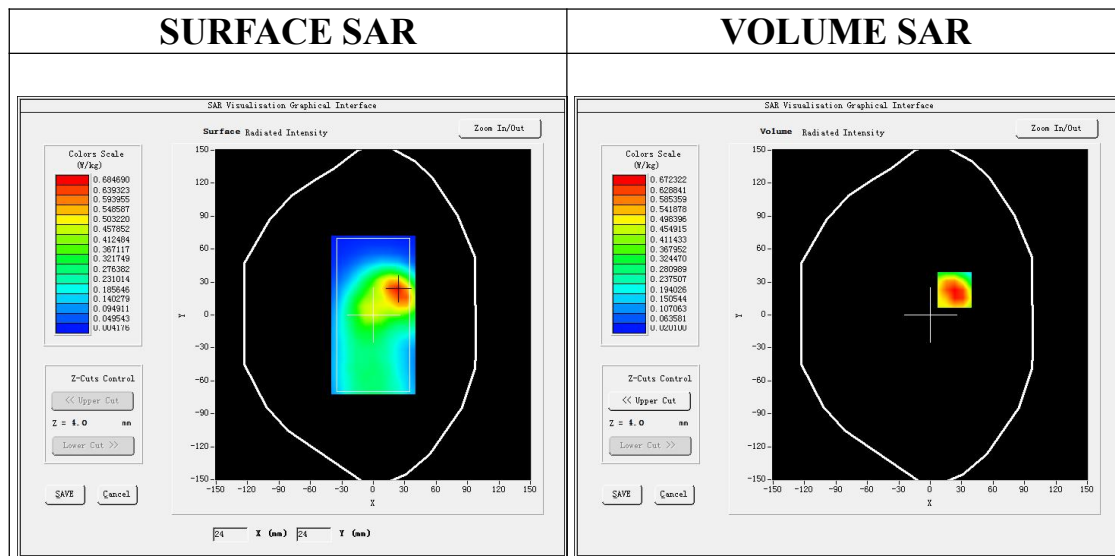 SURFACE SAR
VOLUME SAR
SAR Visualisation Graphical Interface
Surface Radiated Intensity
Zoom In/Out
Colors Scale
(W/kg)
0.684690
0.639323
0.593955
0.548587
0.503220
0.457852
0.412484
0.367117
0.321749
0.276382
0.231014
0.185646
0.140279
0.094911
0.049543
0.004176
Z-Cuts Control
<< Upper Cut
Z = 4.0 mm
Lower Cut >>
SAVE
Cancel
150
120
90
60
30
0
-30
-60
-90
-120
-150
Y
-150 -120 -90 -60 -30 0 30 60 90 120 150
X
24 X (mm) 24 Y (mm)
SAR Visualisation Graphical Interface
Volume Radiated Intensity
Zoom In/Out
Colors Scale
(W/kg)
0.672322
0.628841
0.585359
0.541878
0.498396
0.454915
0.411433
0.367952
0.324470
0.280989
0.237507
0.194026
0.150544
0.107063
0.063581
0.020100
Z-Cuts Control
<< Upper Cut
Z = 4.0 mm
Lower Cut >>
SAVE
Cancel
150
120
90
60
30
0
-30
-60
-90
-120
-150
Y
-150 -120 -90 -60 -30 0 30 60 90 120 150
X